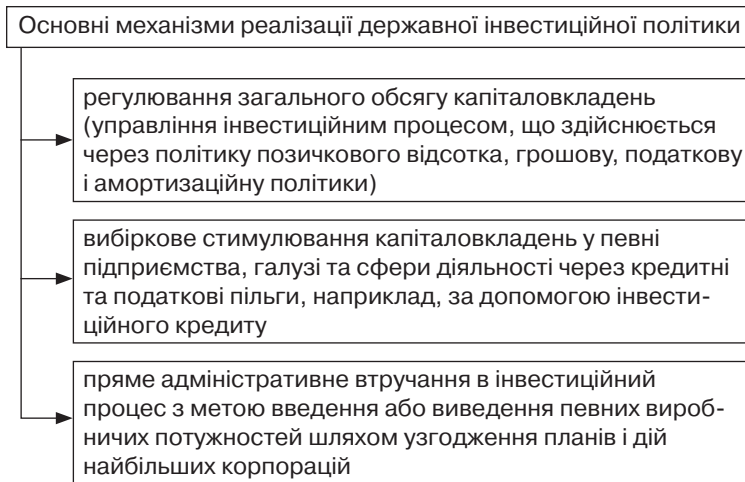 Основні механізми реалізації державної інвестиційної політики
регулювання загального обсягу капіталовкладень
(управління інвестиційним процесом, що здійснюється
через політику позичкового відсотка, грошову, податкову
і амортизаційну політики)
вибіркове стимулювання капіталовкладень у певні
підприємства, галузі та сфери діяльності через кредитні
та податкові пільги, наприклад, за допомогою інвести-
ційного кредиту
пряме адміністративне втручання в інвестиційний
процес з метою введення або виведення певних вироб-
ничих потужностей шляхом узгодження планів і дій
найбільших корпорацій